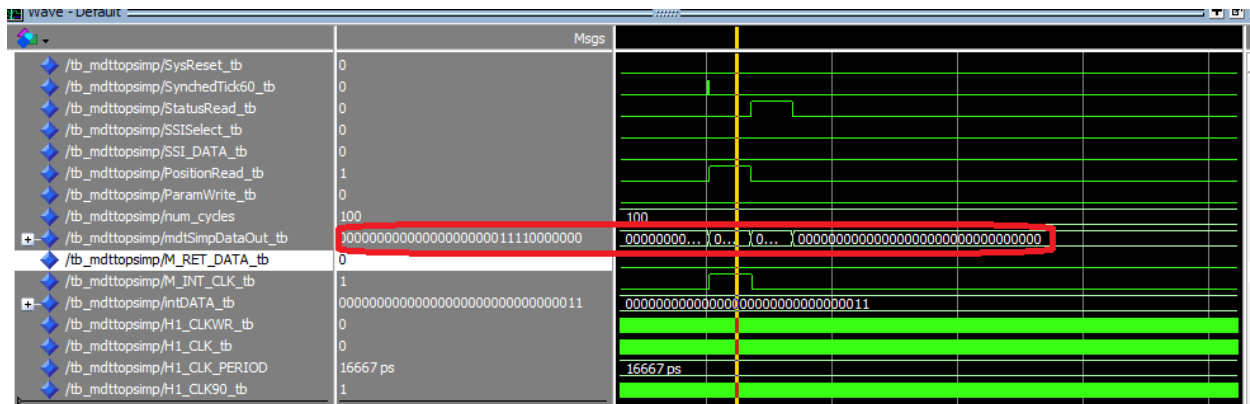 Wave - Default
Msgs
/tb_mdttopsimp/SysReset_tb 0
/tb_mdttopsimp/SynchedTick60_tb 0
/tb_mdttopsimp/StatusRead_tb 0
/tb_mdttopsimp/SSISelect_tb 0
/tb_mdttopsimp/SSI_DATA_tb 0
/tb_mdttopsimp/PositionRead_tb 1
/tb_mdttopsimp/ParamWrite_tb 0
/tb_mdttopsimp/num_cycles 100 100
/tb_mdttopsimp/mdtSimpDataOut_tb 00000000000000000000011110000000 00000000... 0... 0... 00000000000000000000000000000000
/tb_mdttopsimp/M_RET_DATA_tb 0
/tb_mdttopsimp/M_INT_CLK_tb 1
/tb_mdttopsimp/intDATA_tb 00000000000000000000000000000011 00000000000000000000000000000011
/tb_mdttopsimp/H1_CLKWR_tb 0
/tb_mdttopsimp/H1_CLK_tb 0
/tb_mdttopsimp/H1_CLK_PERIOD 16667 ps 16667 ps
/tb_mdttopsimp/H1_CLK90_tb 1